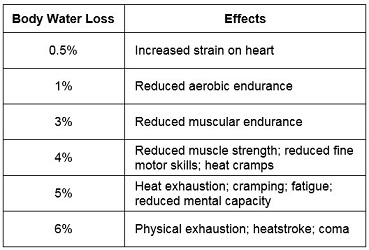 Body Water Loss Effects
0.5% Increased strain on heart
1% Reduced aerobic endurance
3% Reduced muscular endurance
4% Reduced muscle strength; reduced fine
motor skills; heat cramps
5% Heat exhaustion; cramping; fatigue;
reduced mental capacity
6% Physical exhaustion; heatstroke; coma